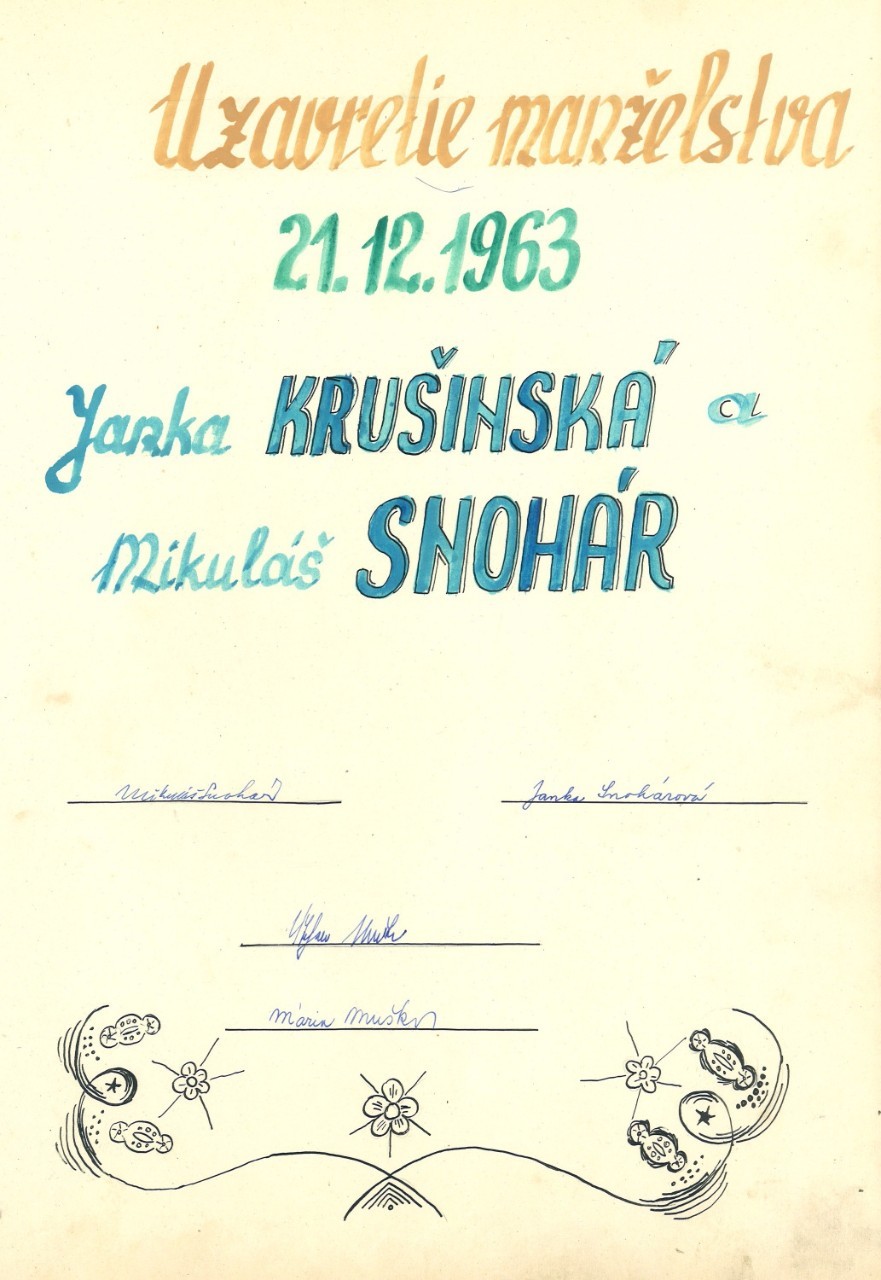 Uzavretie manželstva
21.12.1963
Janka KRUŠINSKÁ a
Mikuláš SNOHÁR
Mikuláš Snohár Janka Snohárová
Mária